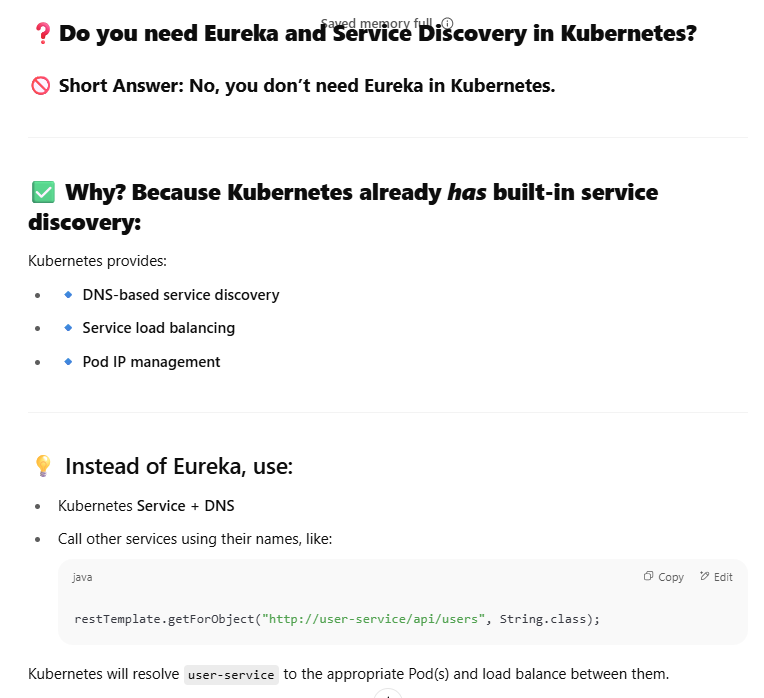 Saved memory full
❓ Do you need Eureka and Service Discovery in Kubernetes?
🚫 Short Answer: No, you don’t need Eureka in Kubernetes.
✅ Why? Because Kubernetes already has built-in service
discovery:
Kubernetes provides:
• 🔹 DNS-based service discovery
• 🔹 Service load balancing
• 🔹 Pod IP management
💡 Instead of Eureka, use:
• Kubernetes Service + DNS
• Call other services using their names, like:
java Copy Edit
restTemplate.getForObject("http://user-service/api/users", String.class);
Kubernetes will resolve user-service to the appropriate Pod(s) and load balance between them.